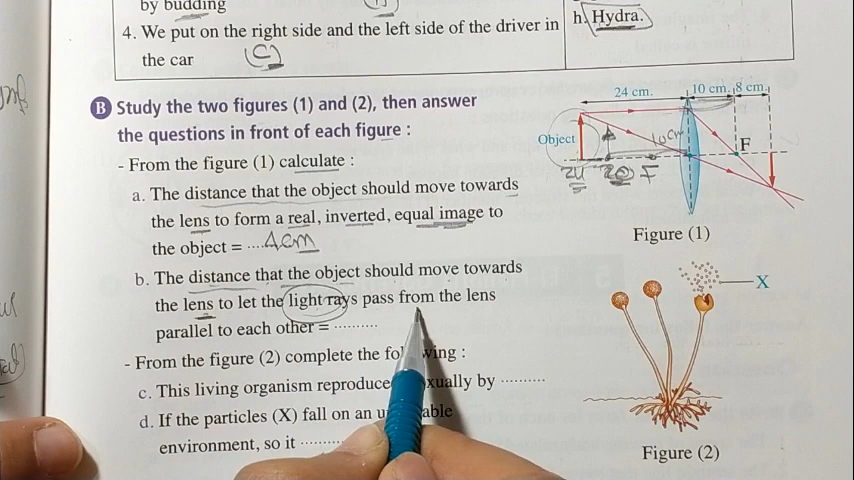 by budding
4. We put on the right side and the left side of the driver in
the car
(C)
h. Hydra.
B Study the two figures (1) and (2), then answer
the questions in front of each figure :
- From the figure (1) calculate :
a. The distance that the object should move towards
the lens to form a real, inverted, equal image to
the object = ....4cm
b. The distance that the object should move towards
the lens to let the light rays pass from the lens
parallel to each other = ..........
- From the figure (2) complete the following :
c. This living organism reproduce xually by ..........
d. If the particles (X) fall on an able
environment, so it ..........
24 cm. 10 cm. 8 cm.
Object
10cm
F
24 20 F
Figure (1)
X
Figure (2)